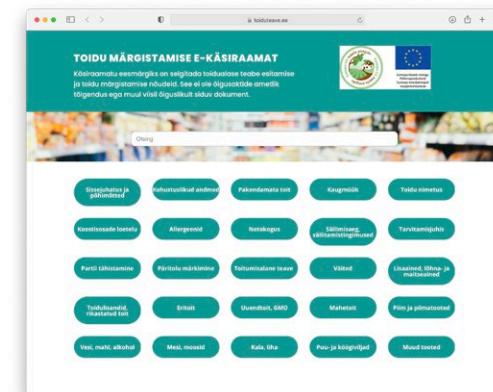 toiduteave.ee
TOIDU MÄRGISTAMISE E-KÄSIRAAMAT
Käsiraamatu eesmärgiks on selgitada toidualase teabe esitamise
ja toidu märgistamise nõudeid. See ei ole õigusaktide ametlik
tõlgendus ega muul viisil õiguslikult siduv dokument.
Otsing
Sissejuhatus ja
põhimõtted
Kohustuslikud andmed
Pakendamata toit
Kaugmüük
Toidu nimetus
Koostisosade loetelu
Allergeenid
Netokogus
Säilimisaeg,
säilitamistingimused
Tarvitamisjuhis
Partii tähistamine
Päritolu märkimine
Toitumisalane teave
Väited
Lisaained, lõhna- ja
maitseained
Toidulisandid,
rikastatud toit
Eritoit
Uuendtoit, GMO
Mahetoit
Piim ja piimatooted
Vesi, mahl, alkohol
Mesi, moosid
Kala, liha
Puu- ja köögiviljad
Muud tooted